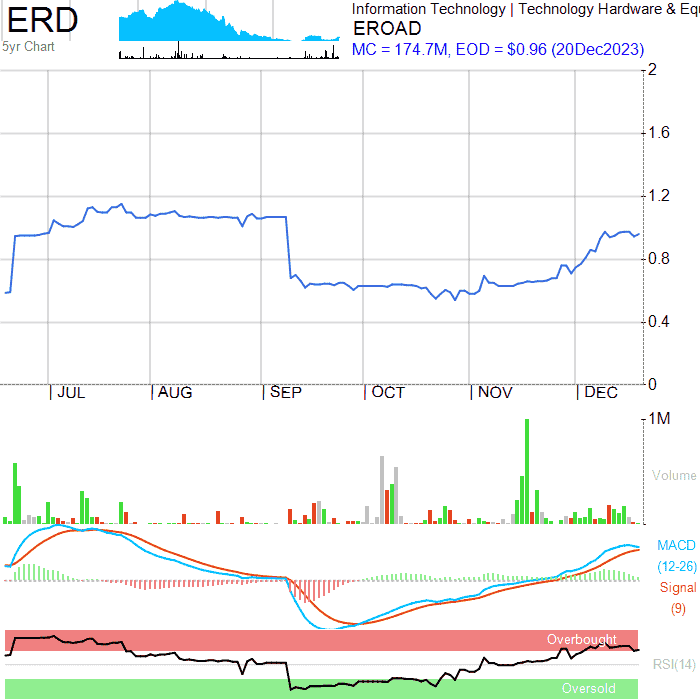 ERD
5yr Chart
Information Technology | Technology Hardware & Equ
EROAD
MC = 174.7M, EOD = $0.96 (20Dec2023)
2
1.6
1.2
0.8
0.4
0
JUL AUG SEP OCT NOV DEC
1M
Volume
MACD
(12-26)
Signal
(9)
Overbought
RSI(14)
Oversold